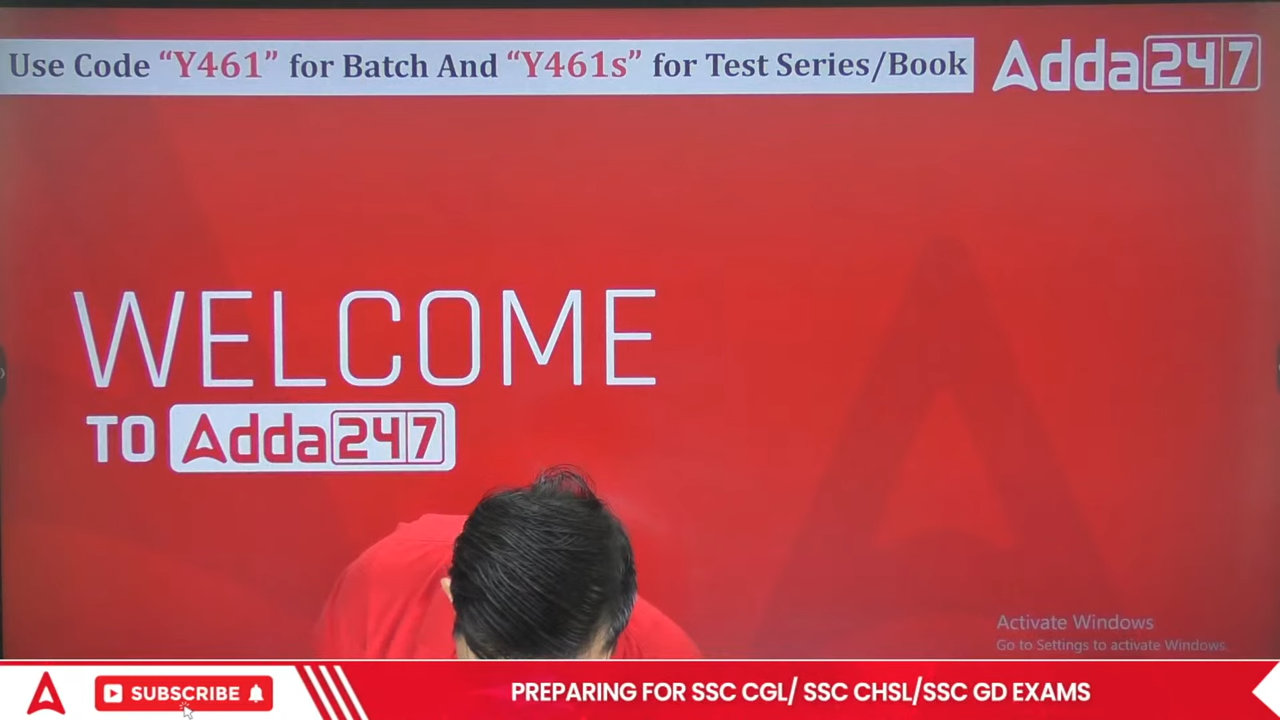 Use Code “Y461” for Batch And “Y461s” for Test Series/Book
Adda247
WELCOME
TO Adda247
Activate Windows
Go to Settings to activate Windows.
SUBSCRIBE
PREPARING FOR SSC CGL/ SSC CHSL/SSC GD EXAMS